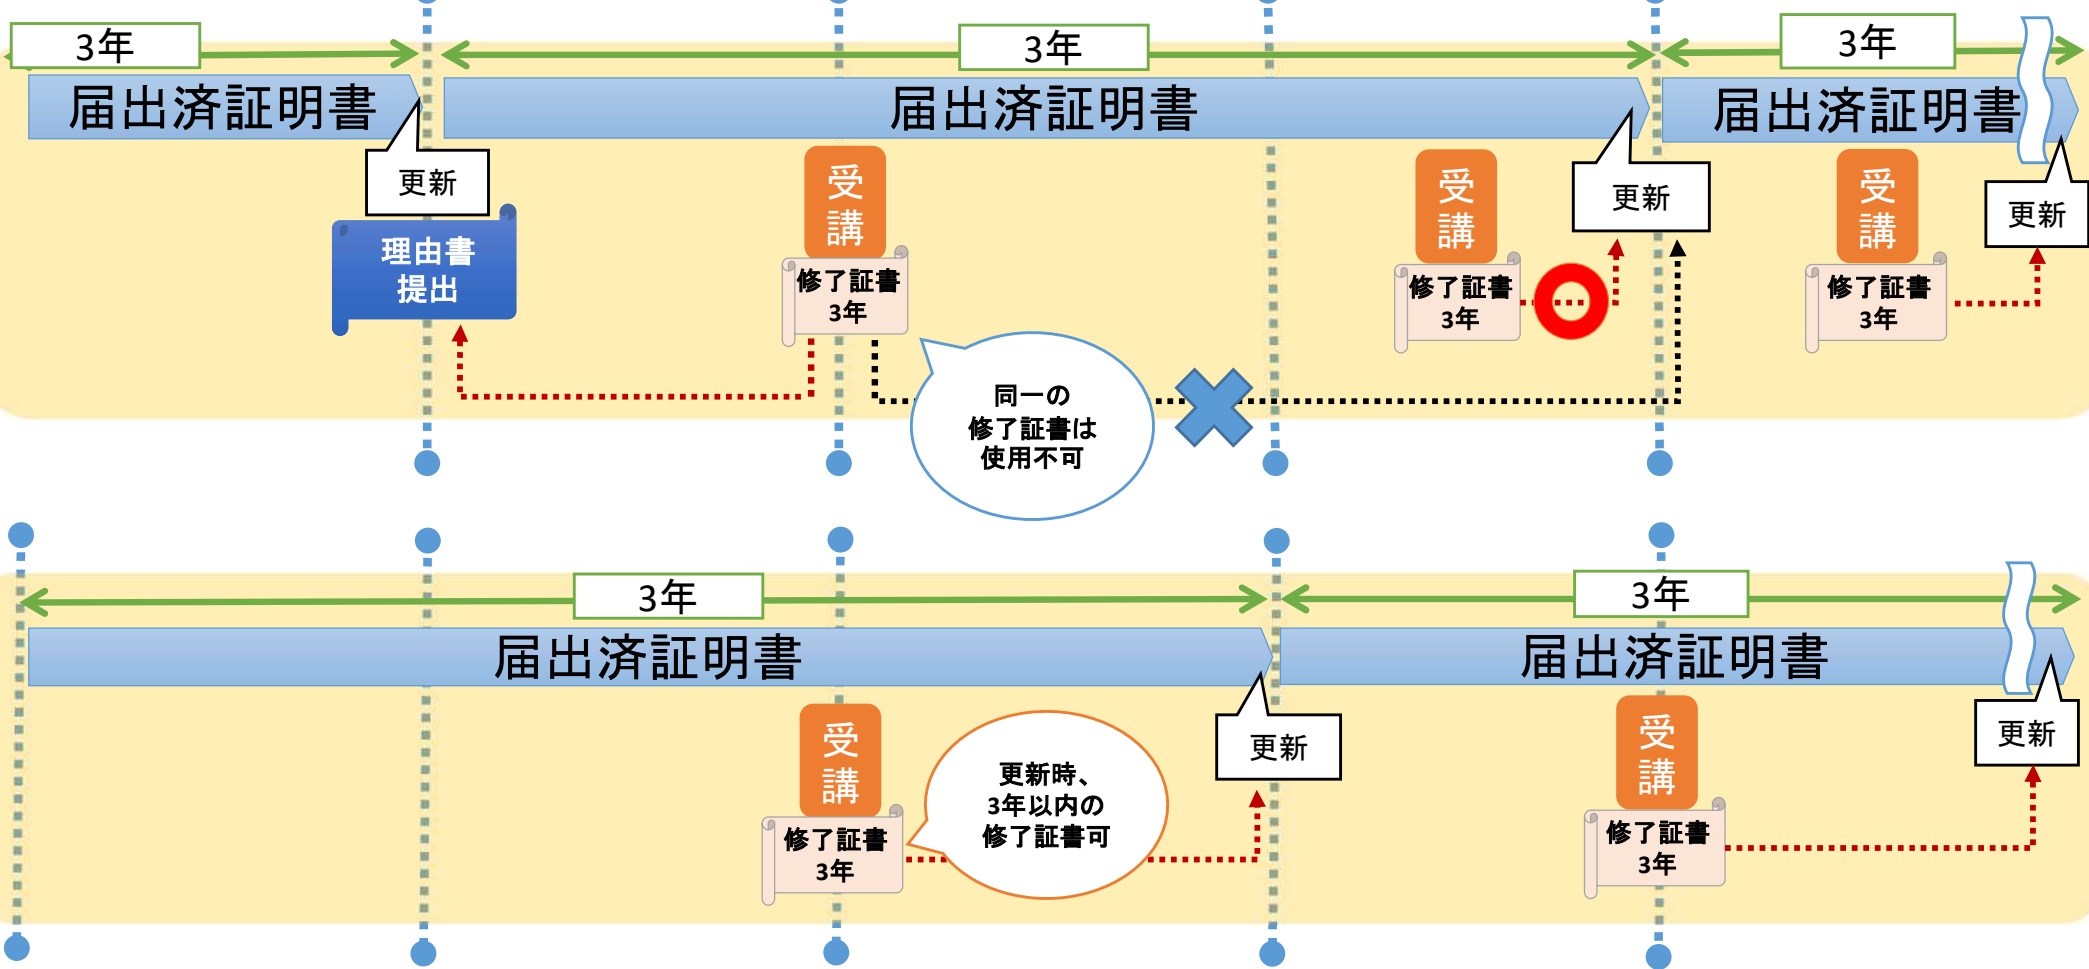 3年
3年
3年
届出済証明書
届出済証明書
届出済証明書
更新
理由書
提出
受
講
修了証書
3年
受
講
修了証書
3年
更新
受
講
修了証書
3年
更新
同一の
修了証書は
使用不可
3年
3年
届出済証明書
届出済証明書
受
講
修了証書
3年
更新時、
3年以内の
修了証書可
更新
受
講
修了証書
3年
更新